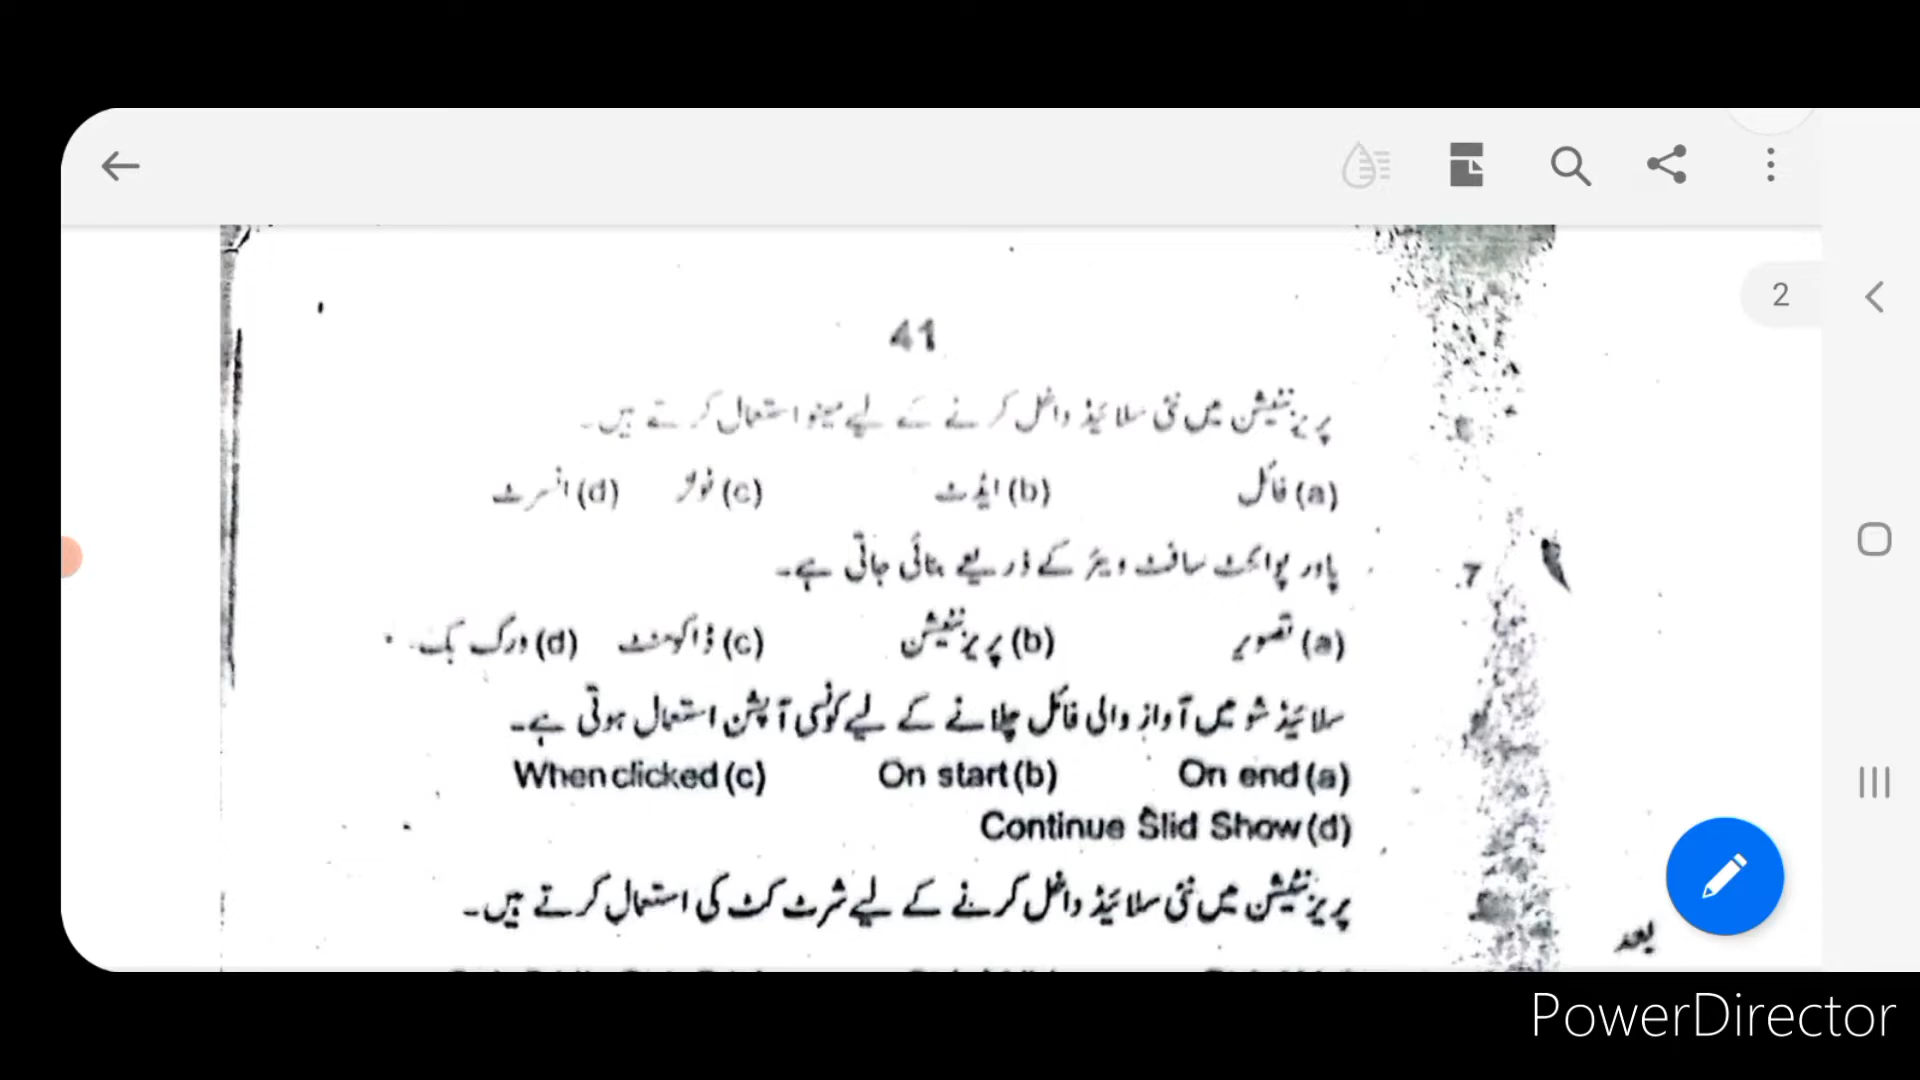 2
41
پریزنٹیشن میں نئی سلائیڈ داخل کرنے کے لیے مینو استعمال کرتے ہیں۔
(a) فائل (b) ایڈٹ (c) ٹولز (d) انسرٹ
7. پاور پوائنٹ سافٹ ویئر کے ذریعے بنائی جاتی ہے۔
(a) تصویر (b) پریزنٹیشن (c) ڈاکومنٹ (d) ورک بک
سلائیڈ شو میں آواز والی فائل چلانے کے لیے کونسی آپشن استعمال ہوتی ہے۔
On end (a) On start (b) When clicked (c)
Continue Slid Show (d)
پریزنٹیشن میں نئی سلائیڈ داخل کرنے کے لیے شرٹ کٹ کی استعمال کرتے ہیں۔
بعد
PowerDirector